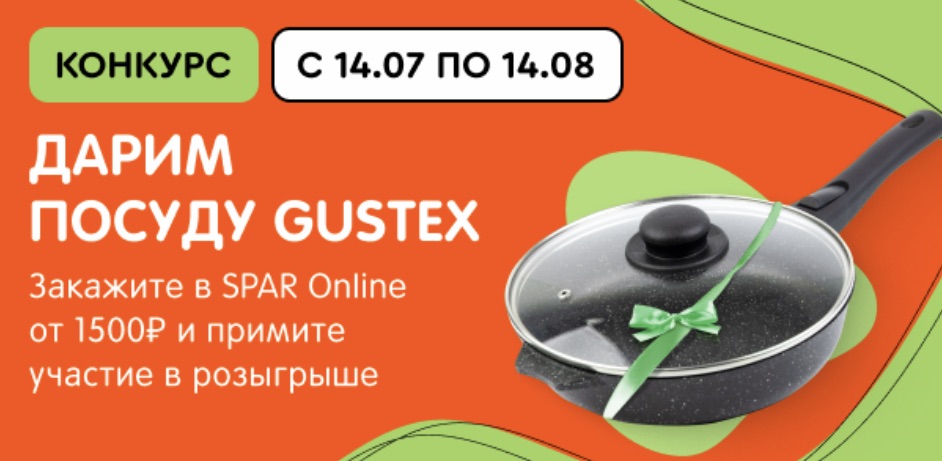 КОНКУРС
С 14.07 ПО 14.08
ДАРИМ
ПОСУДУ GUSTEX
Закажите в SPAR Online
от 1500₽ и примите
участие в розыгрыше